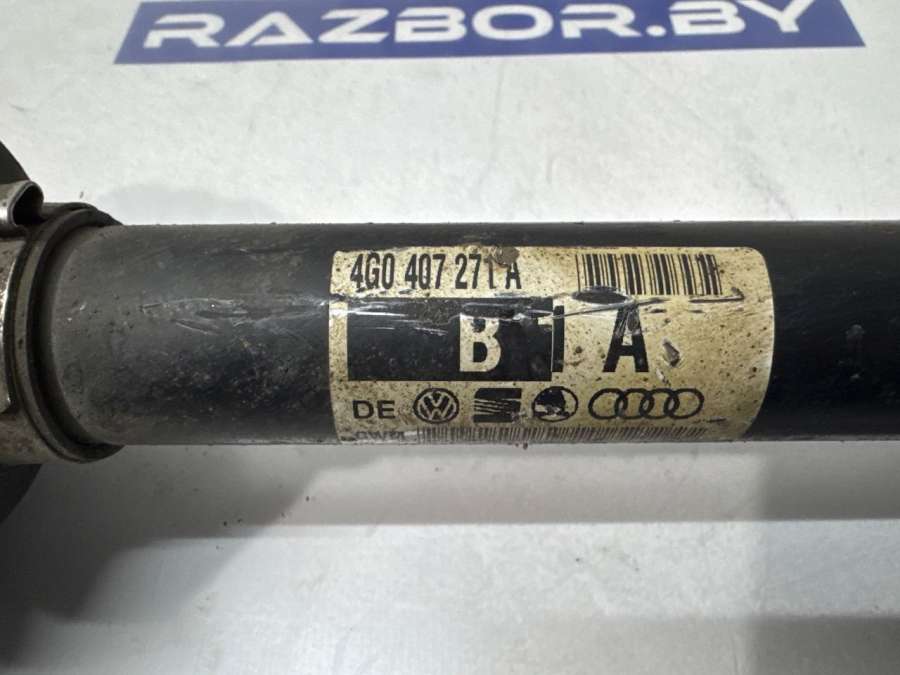 RAZBOR.BY
4G0 407 271 A
B 1 A
DE